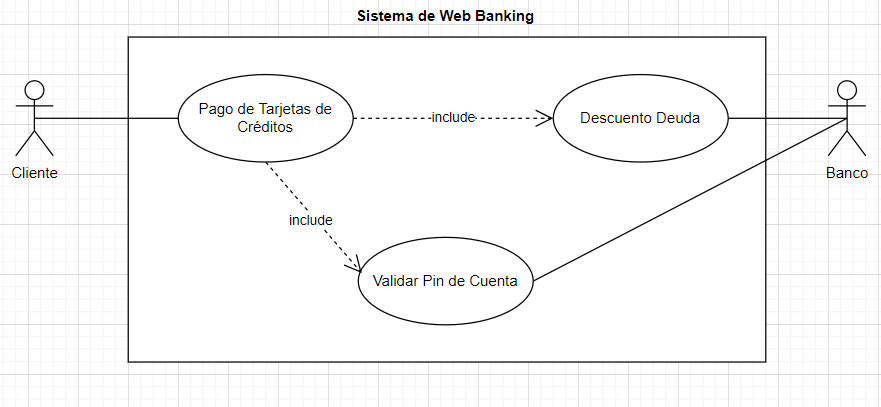 Sistema de Web Banking
Pago de Tarjetas de
Créditos
include
Descuento Deuda
Cliente
Banco
include
Validar Pin de Cuenta